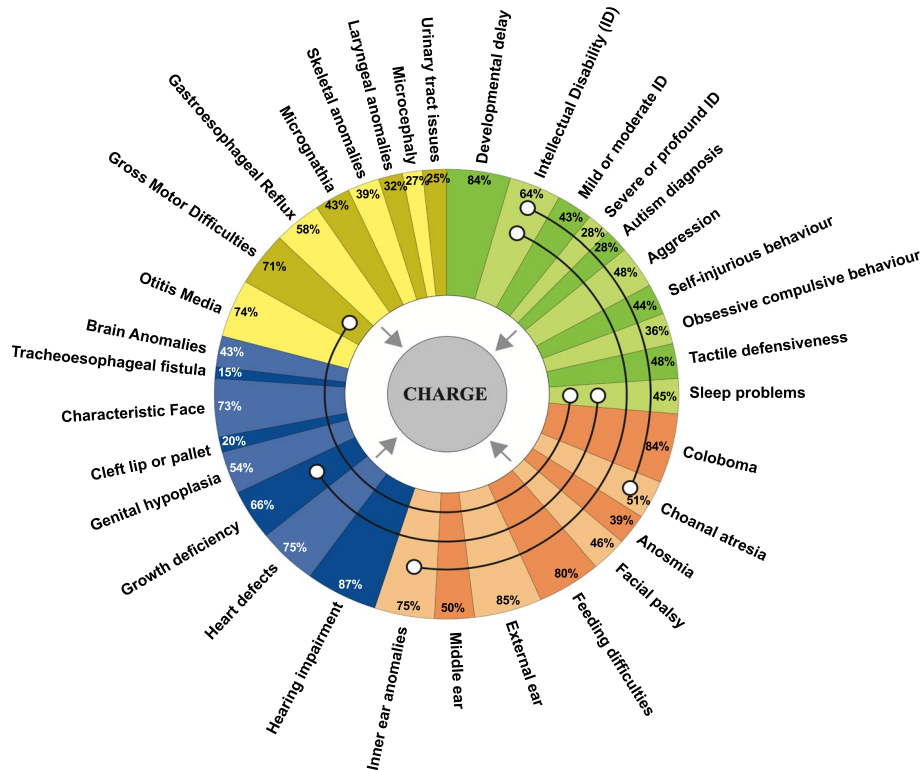 Developmental delay
84%
Intellectual Disability (ID)
64%
Mild or moderate ID
43%
Severe or profound ID
28%
Autism diagnosis
28%
Aggression
48%
Self-injurious behaviour
44%
Obsessive compulsive behaviour
36%
Tactile defensiveness
48%
Sleep problems
45%
Coloboma
84%
Choanal atresia
51%
Anosmia
39%
Facial palsy
46%
Feeding difficulties
80%
External ear
85%
Middle ear
50%
Inner ear anomalies
75%
Hearing impairment
87%
Heart defects
75%
Growth deficiency
66%
Genital hypoplasia
54%
Cleft lip or pallet
20%
Characteristic Face
73%
Tracheoesophageal fistula
15%
Brain Anomalies
43%
Otitis Media
74%
Gross Motor Difficulties
71%
Gastroesophageal Reflux
58%
Micrognathia
43%
Skeletal anomalies
39%
Laryngeal anomalies
32%
Microcephaly
27%
Urinary tract issues
25%
CHARGE